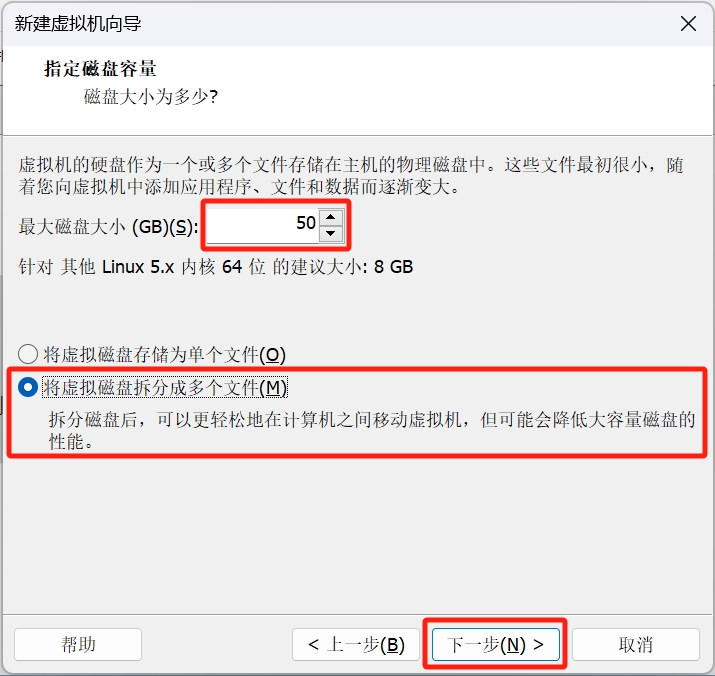 新建虚拟机向导
指定磁盘容量
磁盘大小为多少?
虚拟机的硬盘作为一个或多个文件存储在主机的物理磁盘中。这些文件最初很小，随
着您向虚拟机中添加应用程序、文件和数据而逐渐变大。
最大磁盘大小 (GB)(S): 50
针对 其他 Linux 5.x 内核 64 位 的建议大小: 8 GB
将虚拟磁盘存储为单个文件(O)
将虚拟磁盘拆分成多个文件(M)
拆分磁盘后，可以更轻松地在计算机之间移动虚拟机，但可能会降低大容量磁盘的
性能。
帮助 < 上一步(B) 下一步(N) > 取消